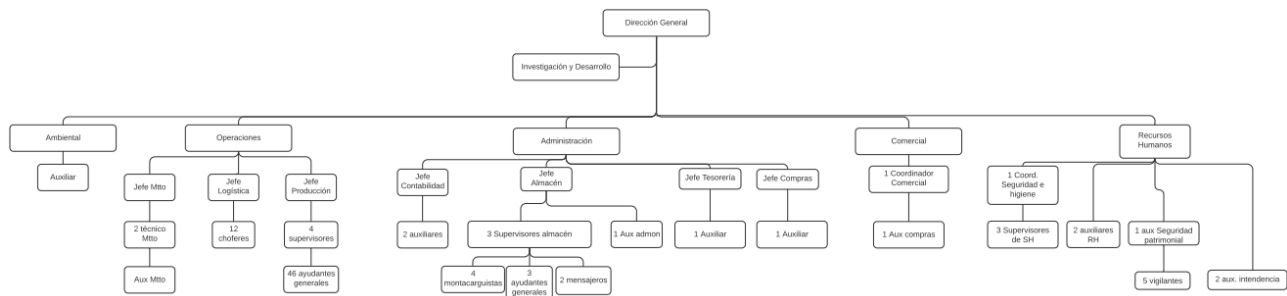 Dirección General
Investigación y Desarrollo
Ambiental
Operaciones
Administración
Comercial
Recursos
Humanos
Auxiliar
Jefe Mtto
Jefe
Logística
Jefe
Producción
Jefe
Contabilidad
Jefe
Almacén
Jefe Tesorería
Jefe Compras
1 Coordinador
Comercial
1 Coord.
Seguridad e
higiene
2 técnico
Mtto
12
choferes
4
supervisores
2 auxiliares
3 Supervisores almacén
1 Aux admon
1 Auxiliar
1 Auxiliar
1 Aux compras
3 Supervisores
de SH
2 auxiliares
RH
1 aux Seguridad
patrimonial
Aux Mtto
46 ayudantes
generales
4
montacarguistas
3
ayudantes
generales
2 mensajeros
5 vigilantes
2 aux. intendencia